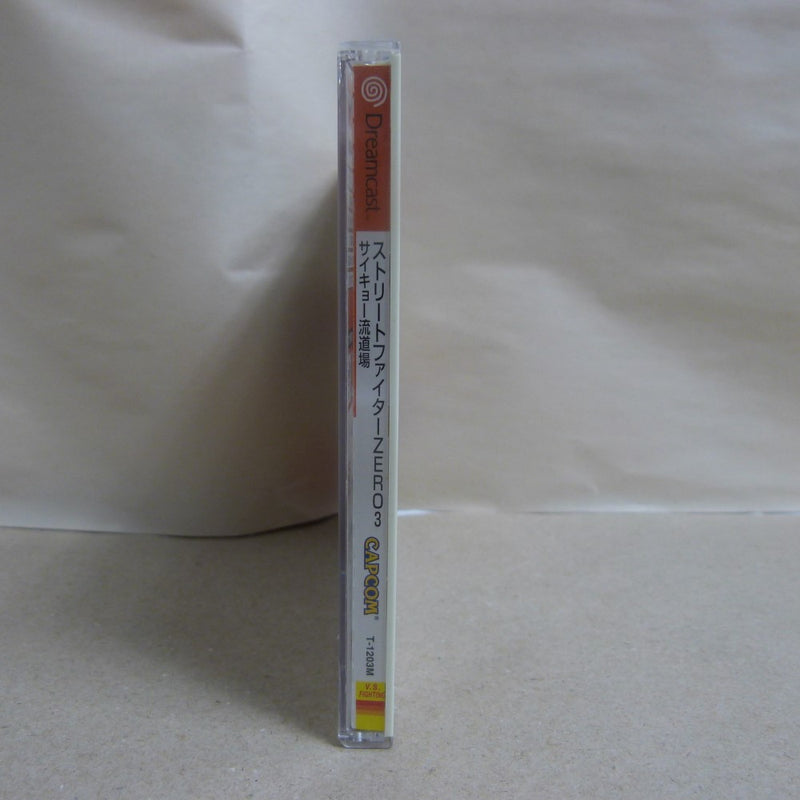 Dreamcast
ストリートファイターZERO3
サイキョー流道場
CAPCOM
T-1203M
V.S.
FIGHTING